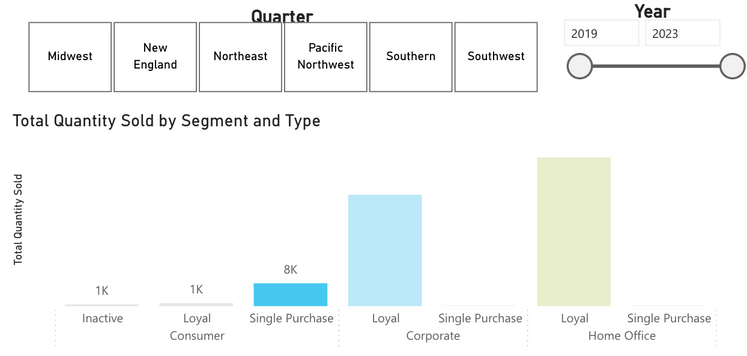 Quarter
Year
Midwest
New
England
Northeast
Pacific
Northwest
Southern
Southwest
2019
2023
Total Quantity Sold by Segment and Type
Total Quantity Sold
1K
1K
8K
Inactive
Loyal
Single Purchase
Loyal
Single Purchase
Loyal
Single Purchase
Consumer
Corporate
Home Office